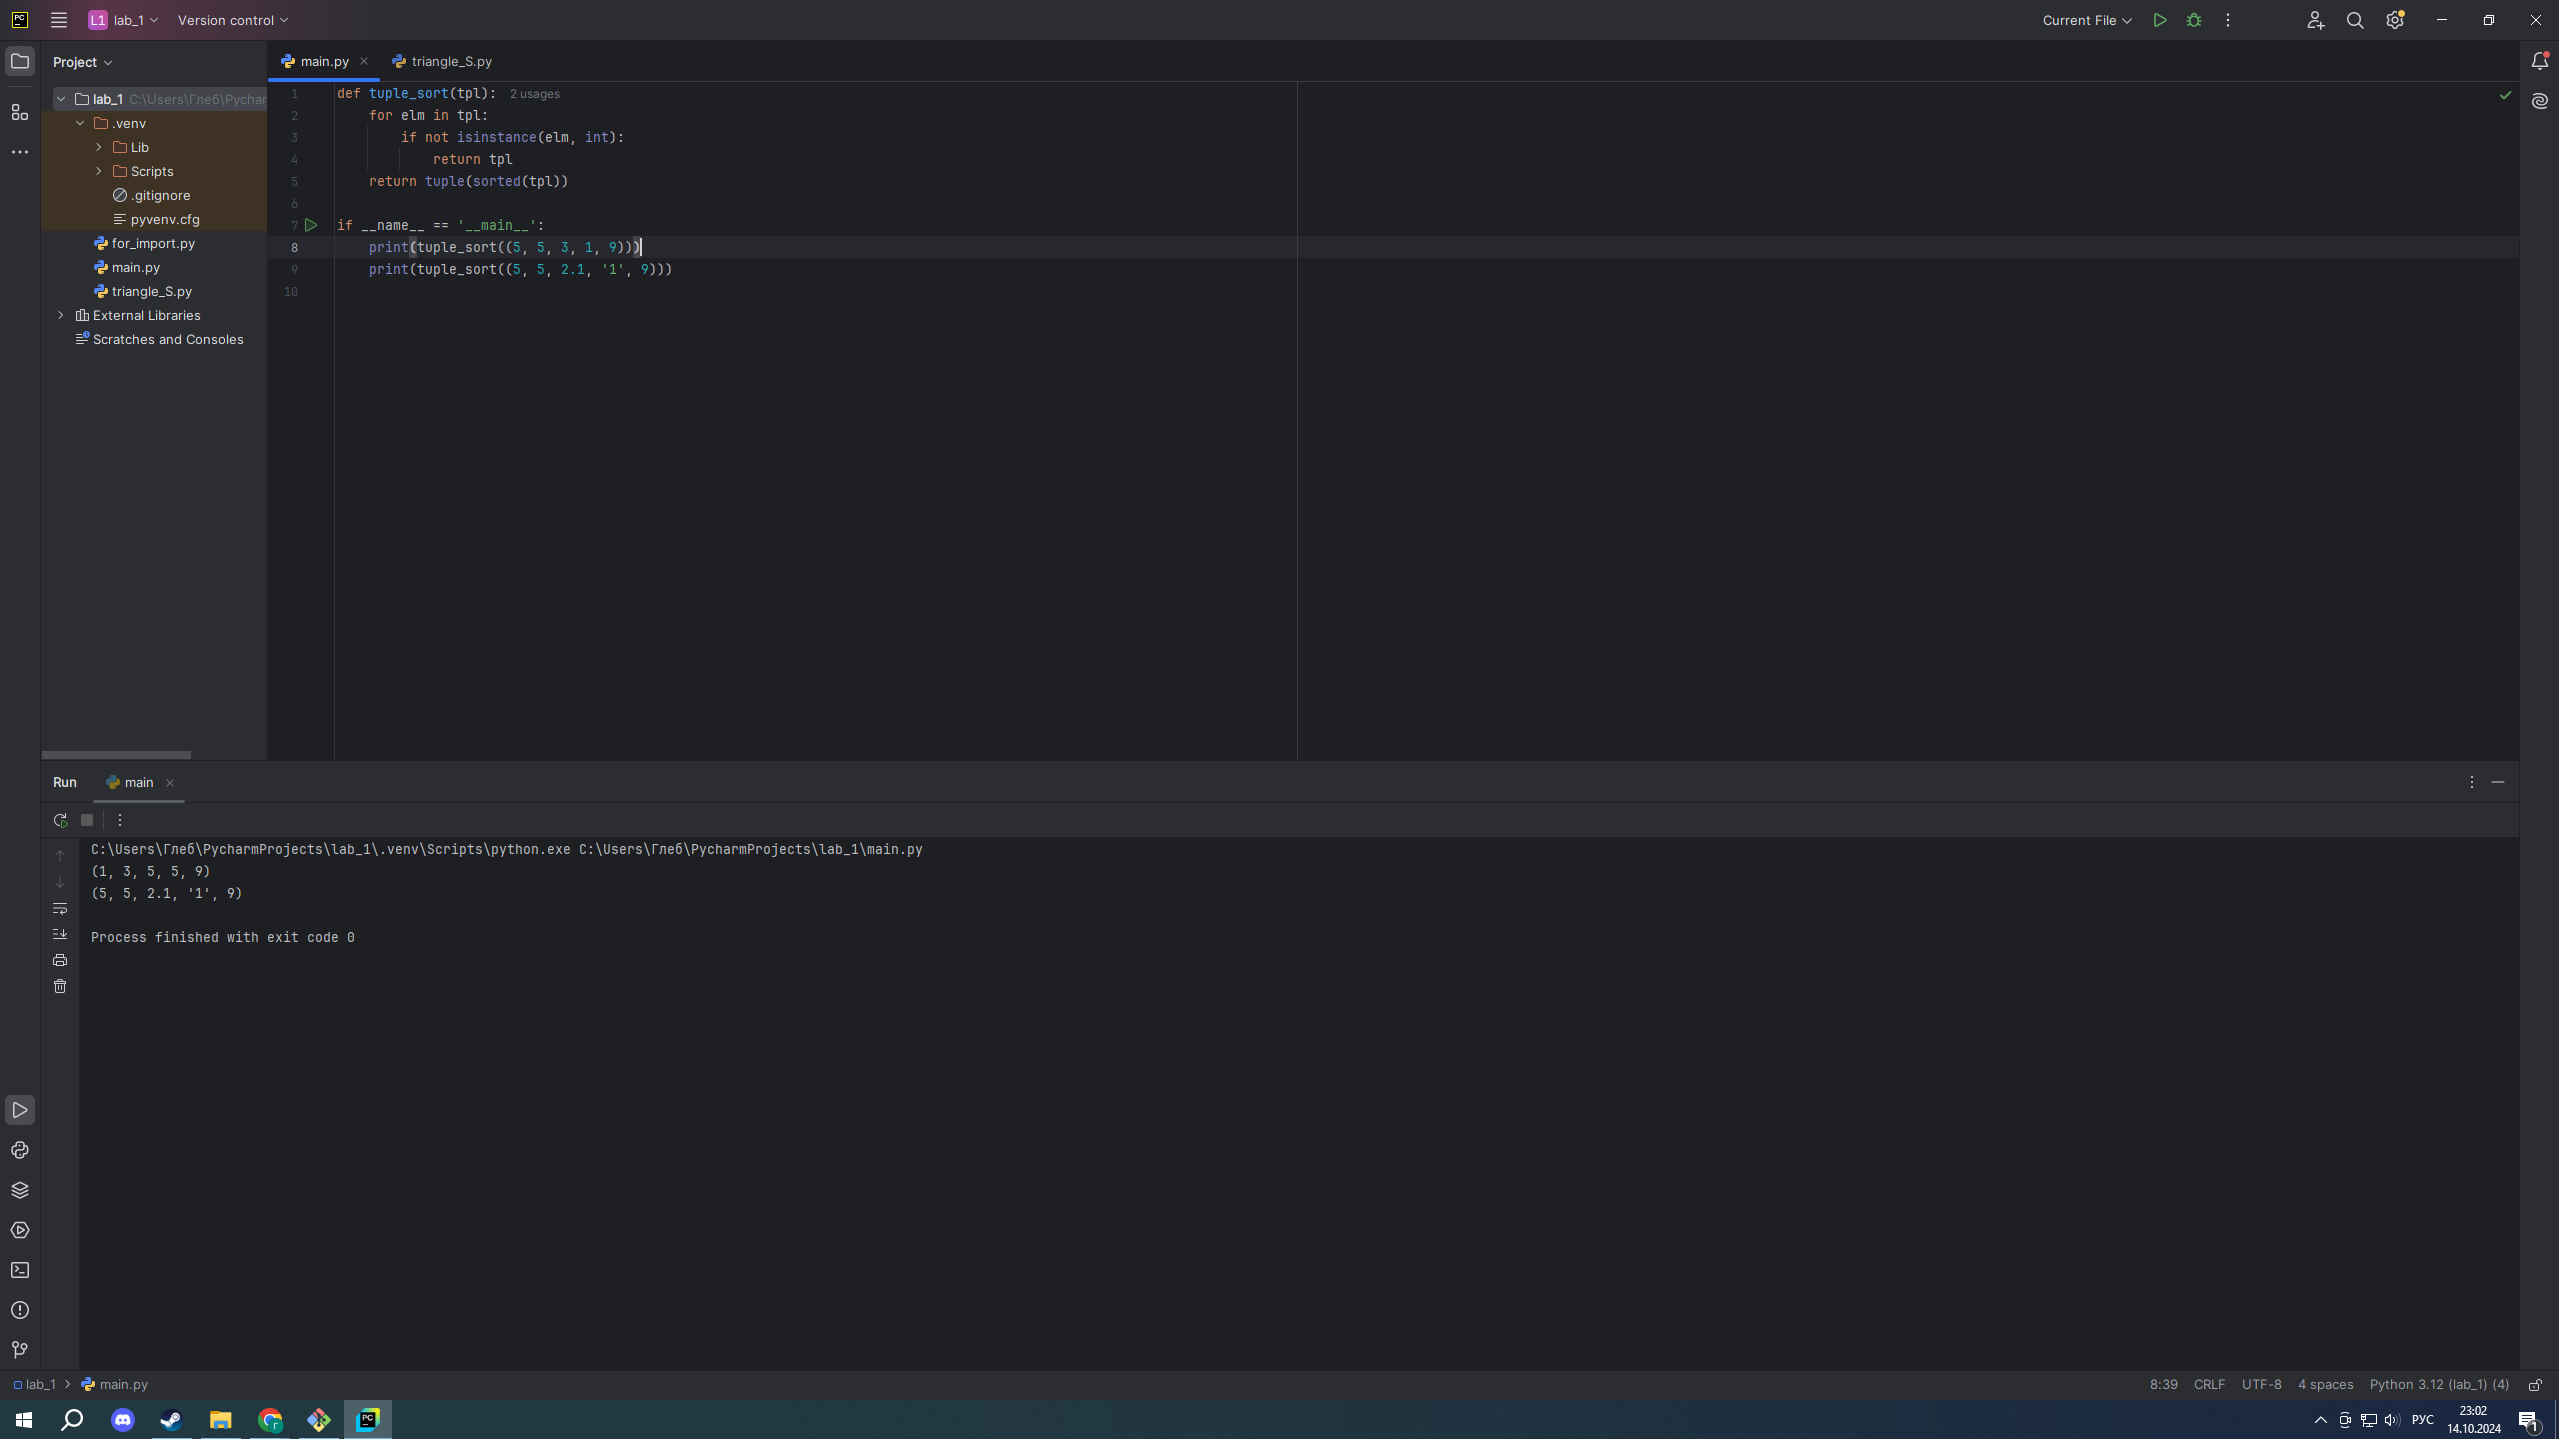 PC L1 lab_1 Version control Current File
Project
main.py
triangle_S.py
lab_1 C:\Users\Глеб\Pychar
.venv
Lib
Scripts
.gitignore
pyvenv.cfg
for_import.py
main.py
triangle_S.py
External Libraries
Scratches and Consoles
1 def tuple_sort(tpl): 2 usages
2 for elm in tpl:
3 if not isinstance(elm, int):
4 return tpl
5 return tuple(sorted(tpl))
6
7 if __name__ == '__main__':
8 print(tuple_sort((5, 5, 3, 1, 9)))
9 print(tuple_sort((5, 5, 2.1, '1', 9)))
10
Run main
C:\Users\Глеб\PycharmProjects\lab_1\.venv\Scripts\python.exe C:\Users\Глеб\PycharmProjects\lab_1\main.py
(1, 3, 5, 5, 9)
(5, 5, 2.1, '1', 9)
Process finished with exit code 0
lab_1 main.py 8:39 CRLF UTF-8 4 spaces Python 3.12 (lab_1) (4)
PC РУС 23:02
14.10.2024
1